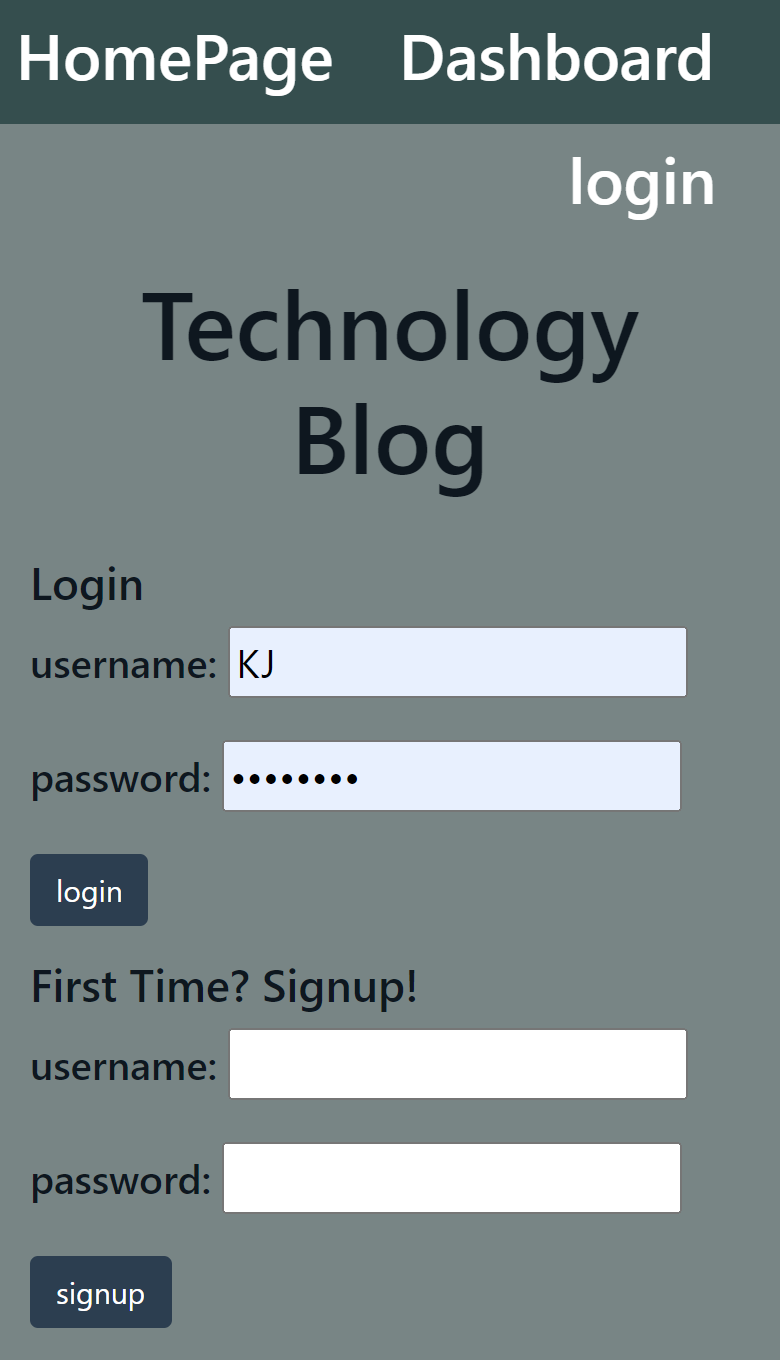 HomePage Dashboard
login
Technology
Blog
Login
username: KJ
password: ••••••••
login
First Time? Signup!
username:
password:
signup